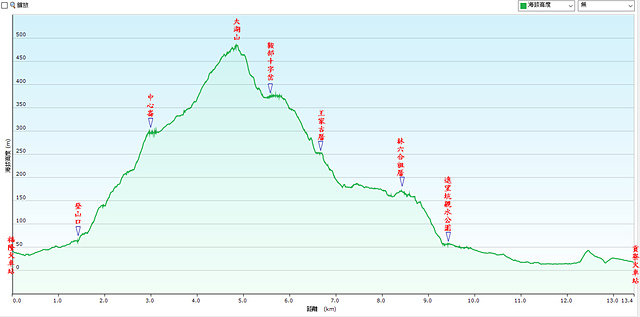 縮放
海拔高度
無
海拔高度 (m)
500
450
400
350
300
250
200
150
100
50
0
福隆火車站
登山口
中心崙
大湖山
鞍部十字岔
王家古厝
林六合祖厝
遠望坑親水公園
貢寮火車站
0.0 1.0 2.0 3.0 4.0 5.0 6.0 7.0 8.0 9.0 10.0 11.0 12.0 13.0 13.4
距離 (km)